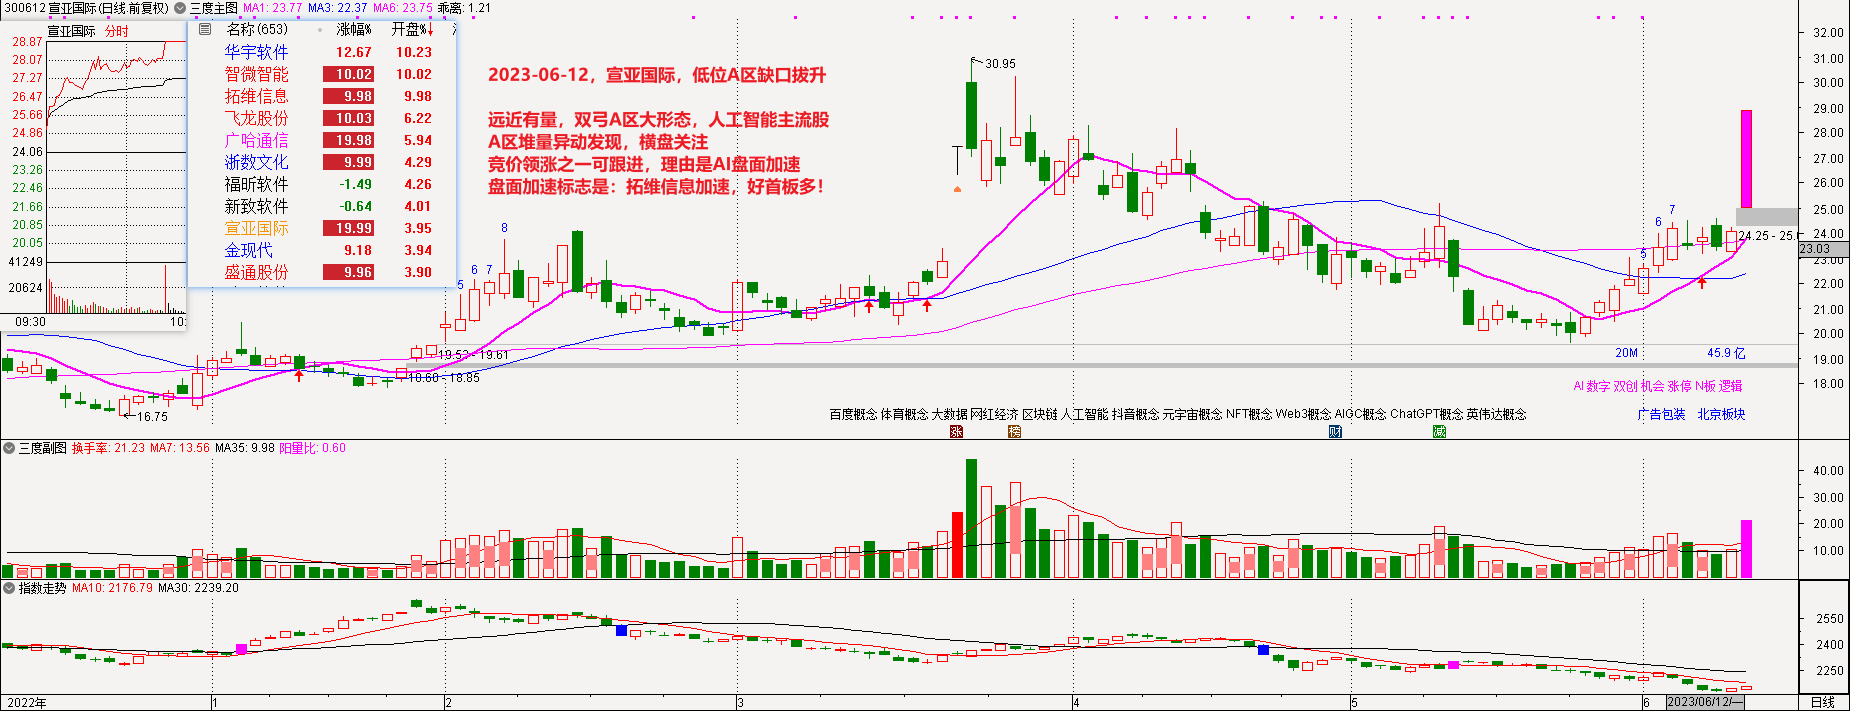 300612 宣亚国际(日线.前复权) 三度主图 MA1: 23.77 MA3: 22.37 MA6: 23.75 乖离: 1.21
宣亚国际 分时
28.87
28.07
27.27
26.47
25.66
24.86
24.06
23.26
22.46
21.66
20.85
20.05
41249
20624
09:30
名称(653) 涨幅% 开盘%↓
华宇软件 12.67 10.23
智微智能 10.02 10.02
拓维信息 9.98 9.98
飞龙股份 10.03 6.22
广哈通信 19.98 5.94
浙数文化 9.99 4.29
福昕软件 -1.49 4.26
新致软件 -0.64 4.01
宣亚国际 19.99 3.95
金现代 9.18 3.94
盛通股份 9.96 3.90
2023-06-12，宣亚国际，低位A区缺口拔升
远近有量，双弓A区大形态，人工智能主流股
A区堆量异动发现，横盘关注
竞价领涨之一可跟进，理由是AI盘面加速
盘面加速标志是：拓维信息加速，好首板多！
30.95
32.00
31.00
30.00
29.00
28.00
27.00
26.00
25.00
24.00
23.03
23.00
22.00
21.00
20.00
19.00
18.00
8
5 6 7
5 6 7
24.25 - 25.
19.53 - 19.61
10.60 - 18.85
16.75
20M 45.9 亿
AI 数字 双创 机会 涨停 N板 逻辑
百度概念 体育概念 大数据 网红经济 区块链 人工智能 抖音概念 元宇宙概念 NFT概念 Web3概念 AIGC概念 ChatGPT概念 英伟达概念
广告包装 北京板块
涨 榜 财 减
三度副图 换手率: 21.23 MA7: 13.56 MA35: 9.98 阳量比: 0.60
40.00
30.00
20.00
10.00
指数走势 MA10: 2176.79 MA30: 2239.20
2550
2400
2250
2022年 1 2 3 4 5 6 2023/06/12/一 日线